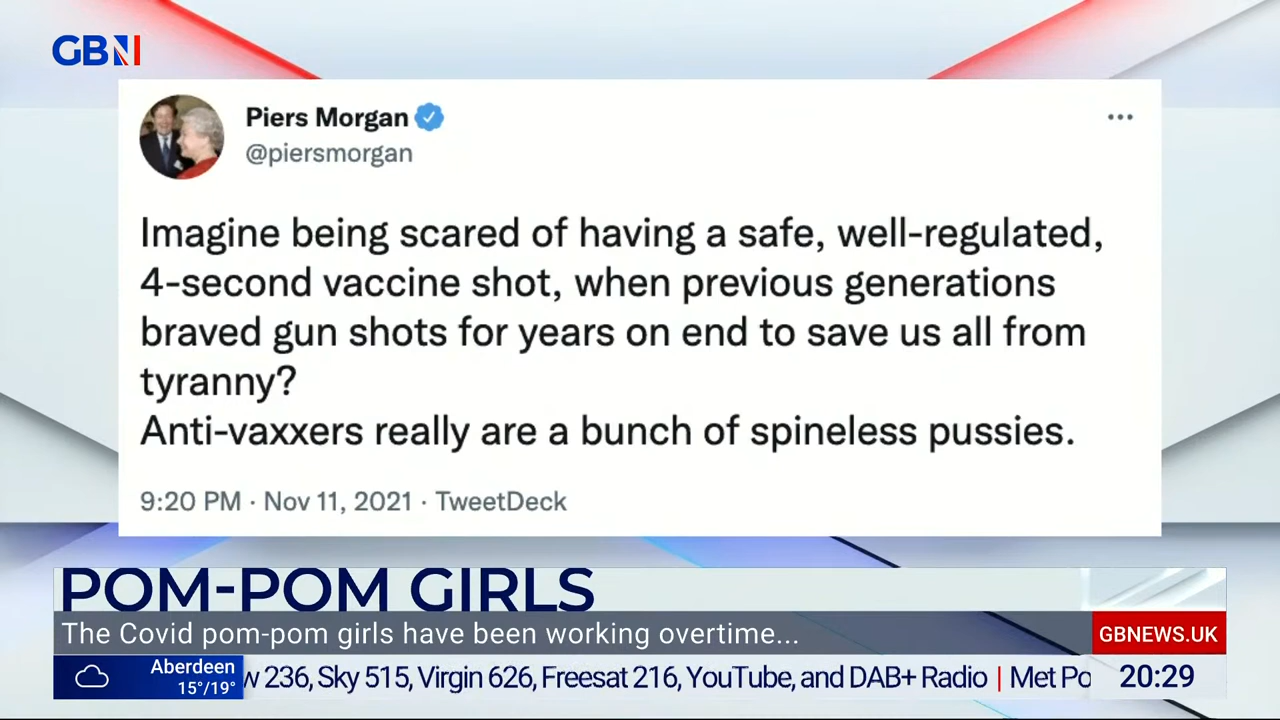 GBN
Piers Morgan
@piersmorgan
Imagine being scared of having a safe, well-regulated,
4-second vaccine shot, when previous generations
braved gun shots for years on end to save us all from
tyranny?
Anti-vaxxers really are a bunch of spineless pussies.
9:20 PM · Nov 11, 2021 · TweetDeck
POM-POM GIRLS
The Covid pom-pom girls have been working overtime...
GBNEWS.UK
Aberdeen
15°/19°
w 236, Sky 515, Virgin 626, Freesat 216, YouTube, and DAB+ Radio | Met Po
20:29